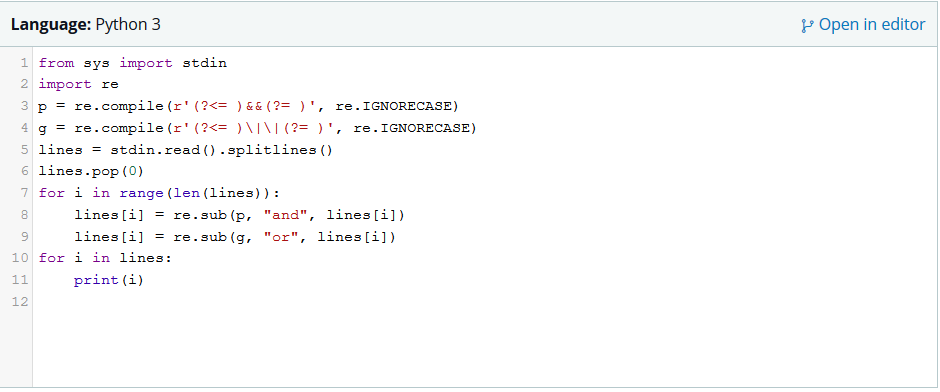 Language: Python 3
Open in editor
1 from sys import stdin
2 import re
3 p = re.compile(r'(?<= )&&(?= )', re.IGNORECASE)
4 g = re.compile(r'(?<= )\|\|(?= )', re.IGNORECASE)
5 lines = stdin.read().splitlines()
6 lines.pop(0)
7 for i in range(len(lines)):
8     lines[i] = re.sub(p, "and", lines[i])
9     lines[i] = re.sub(g, "or", lines[i])
10 for i in lines:
11     print(i)
12